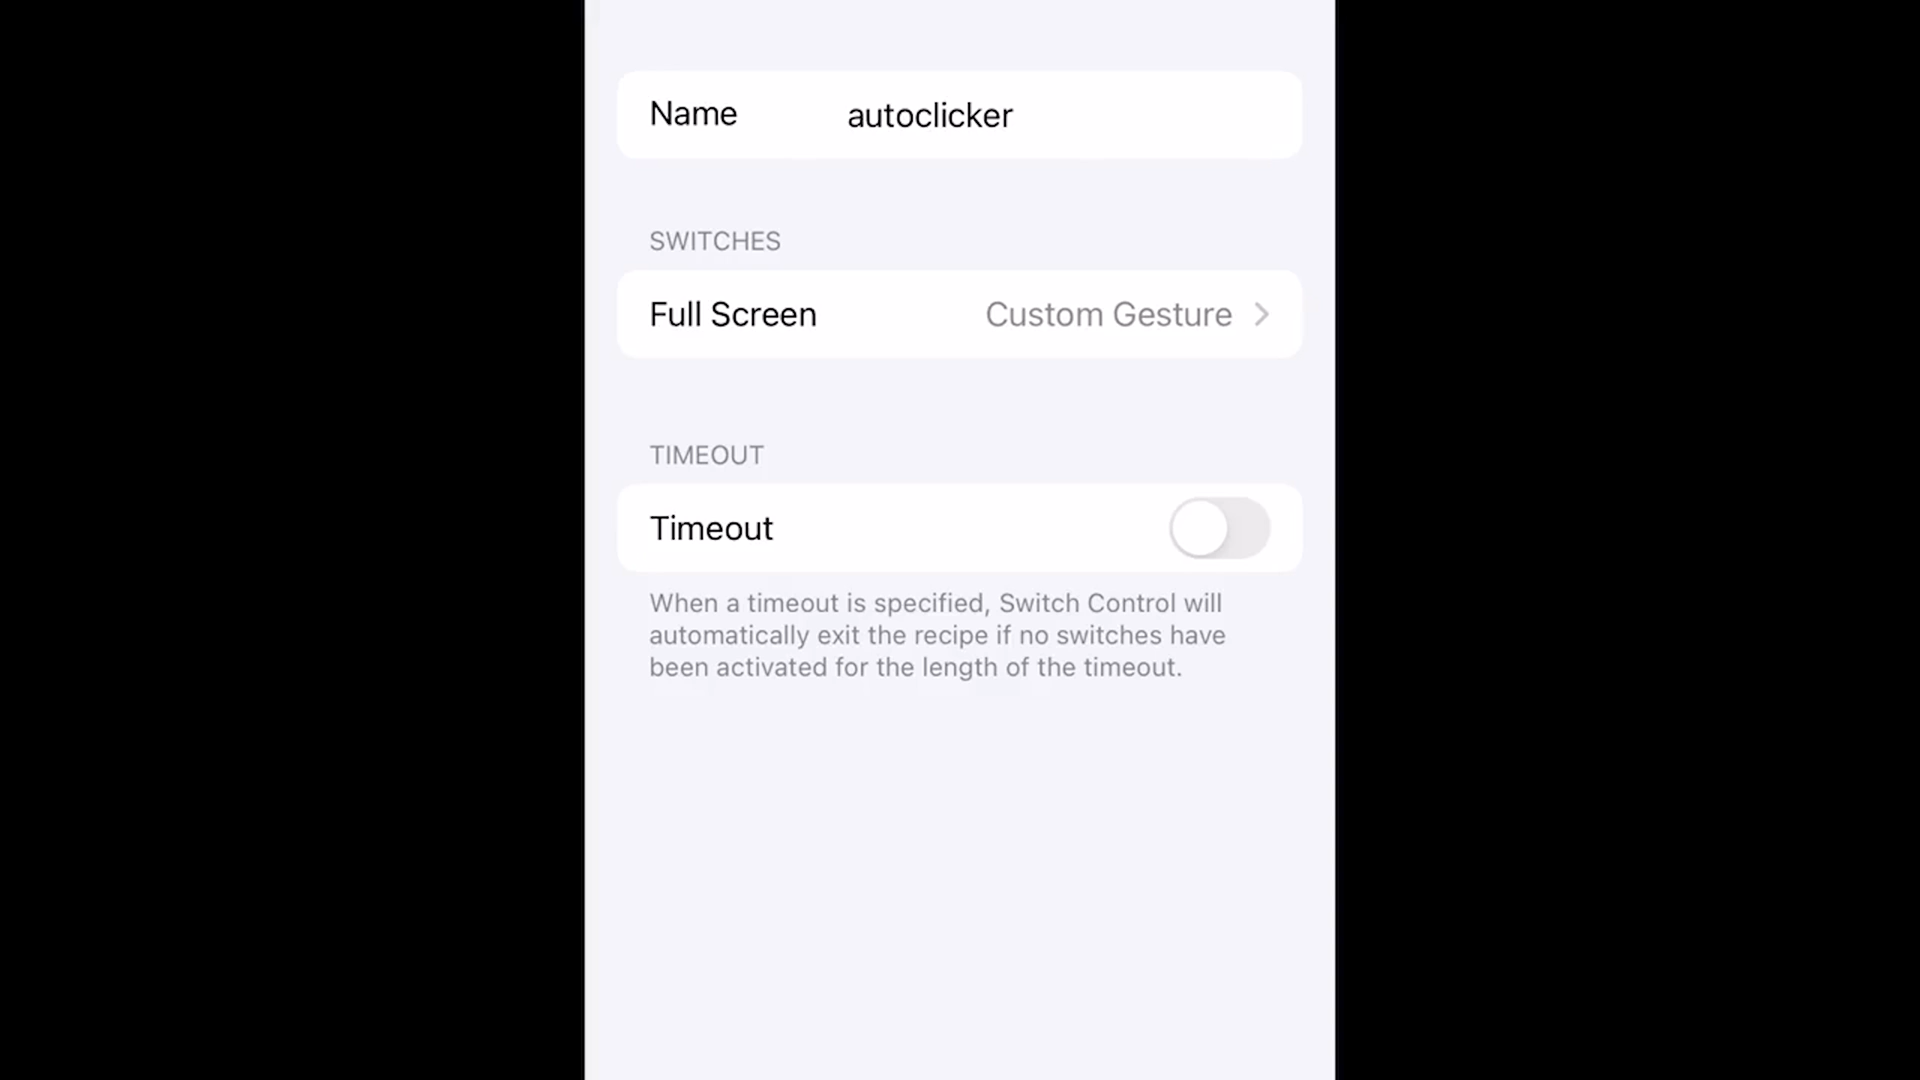 Name autoclicker
SWITCHES
Full Screen Custom Gesture
TIMEOUT
Timeout
When a timeout is specified, Switch Control will
automatically exit the recipe if no switches have
been activated for the length of the timeout.